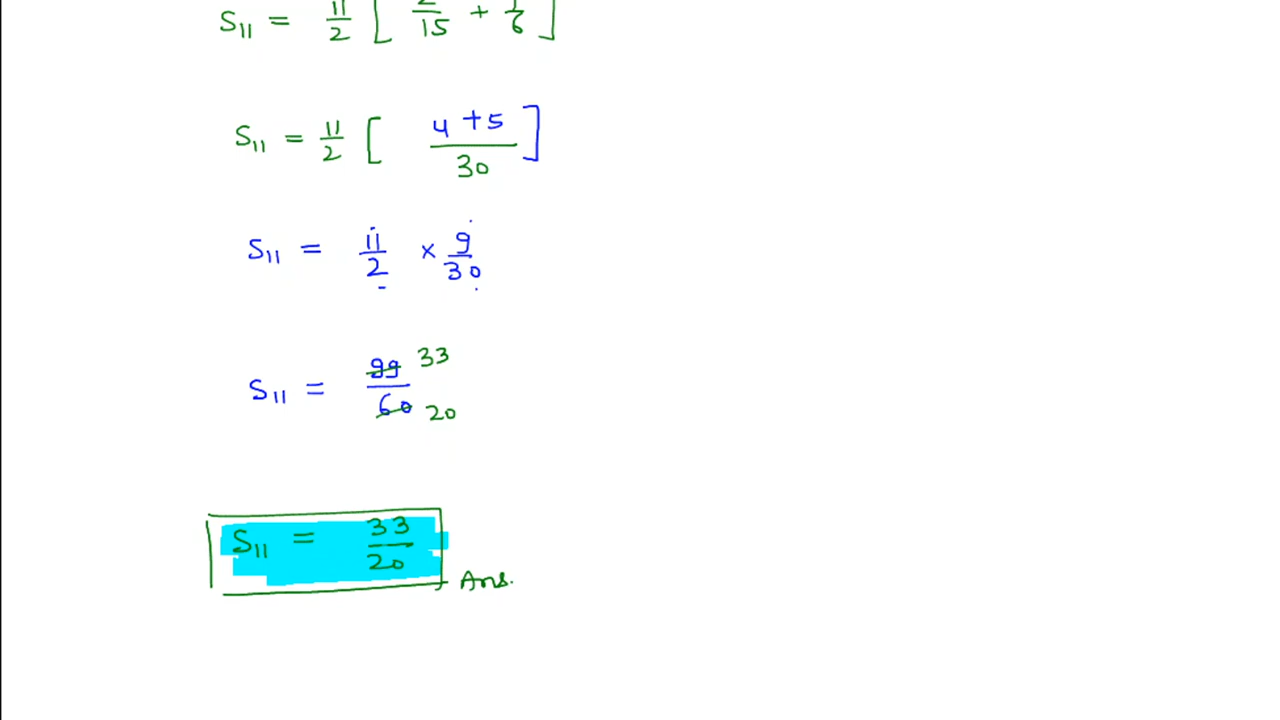 S₁₁ = 11/2 [ 2/15 + 1/6 ]
S₁₁ = 11/2 [ 4+5/30 ]
S₁₁ = 11/2 × 9/30
S₁₁ = 99/60 33/20
S₁₁ = 33/20
Ans.